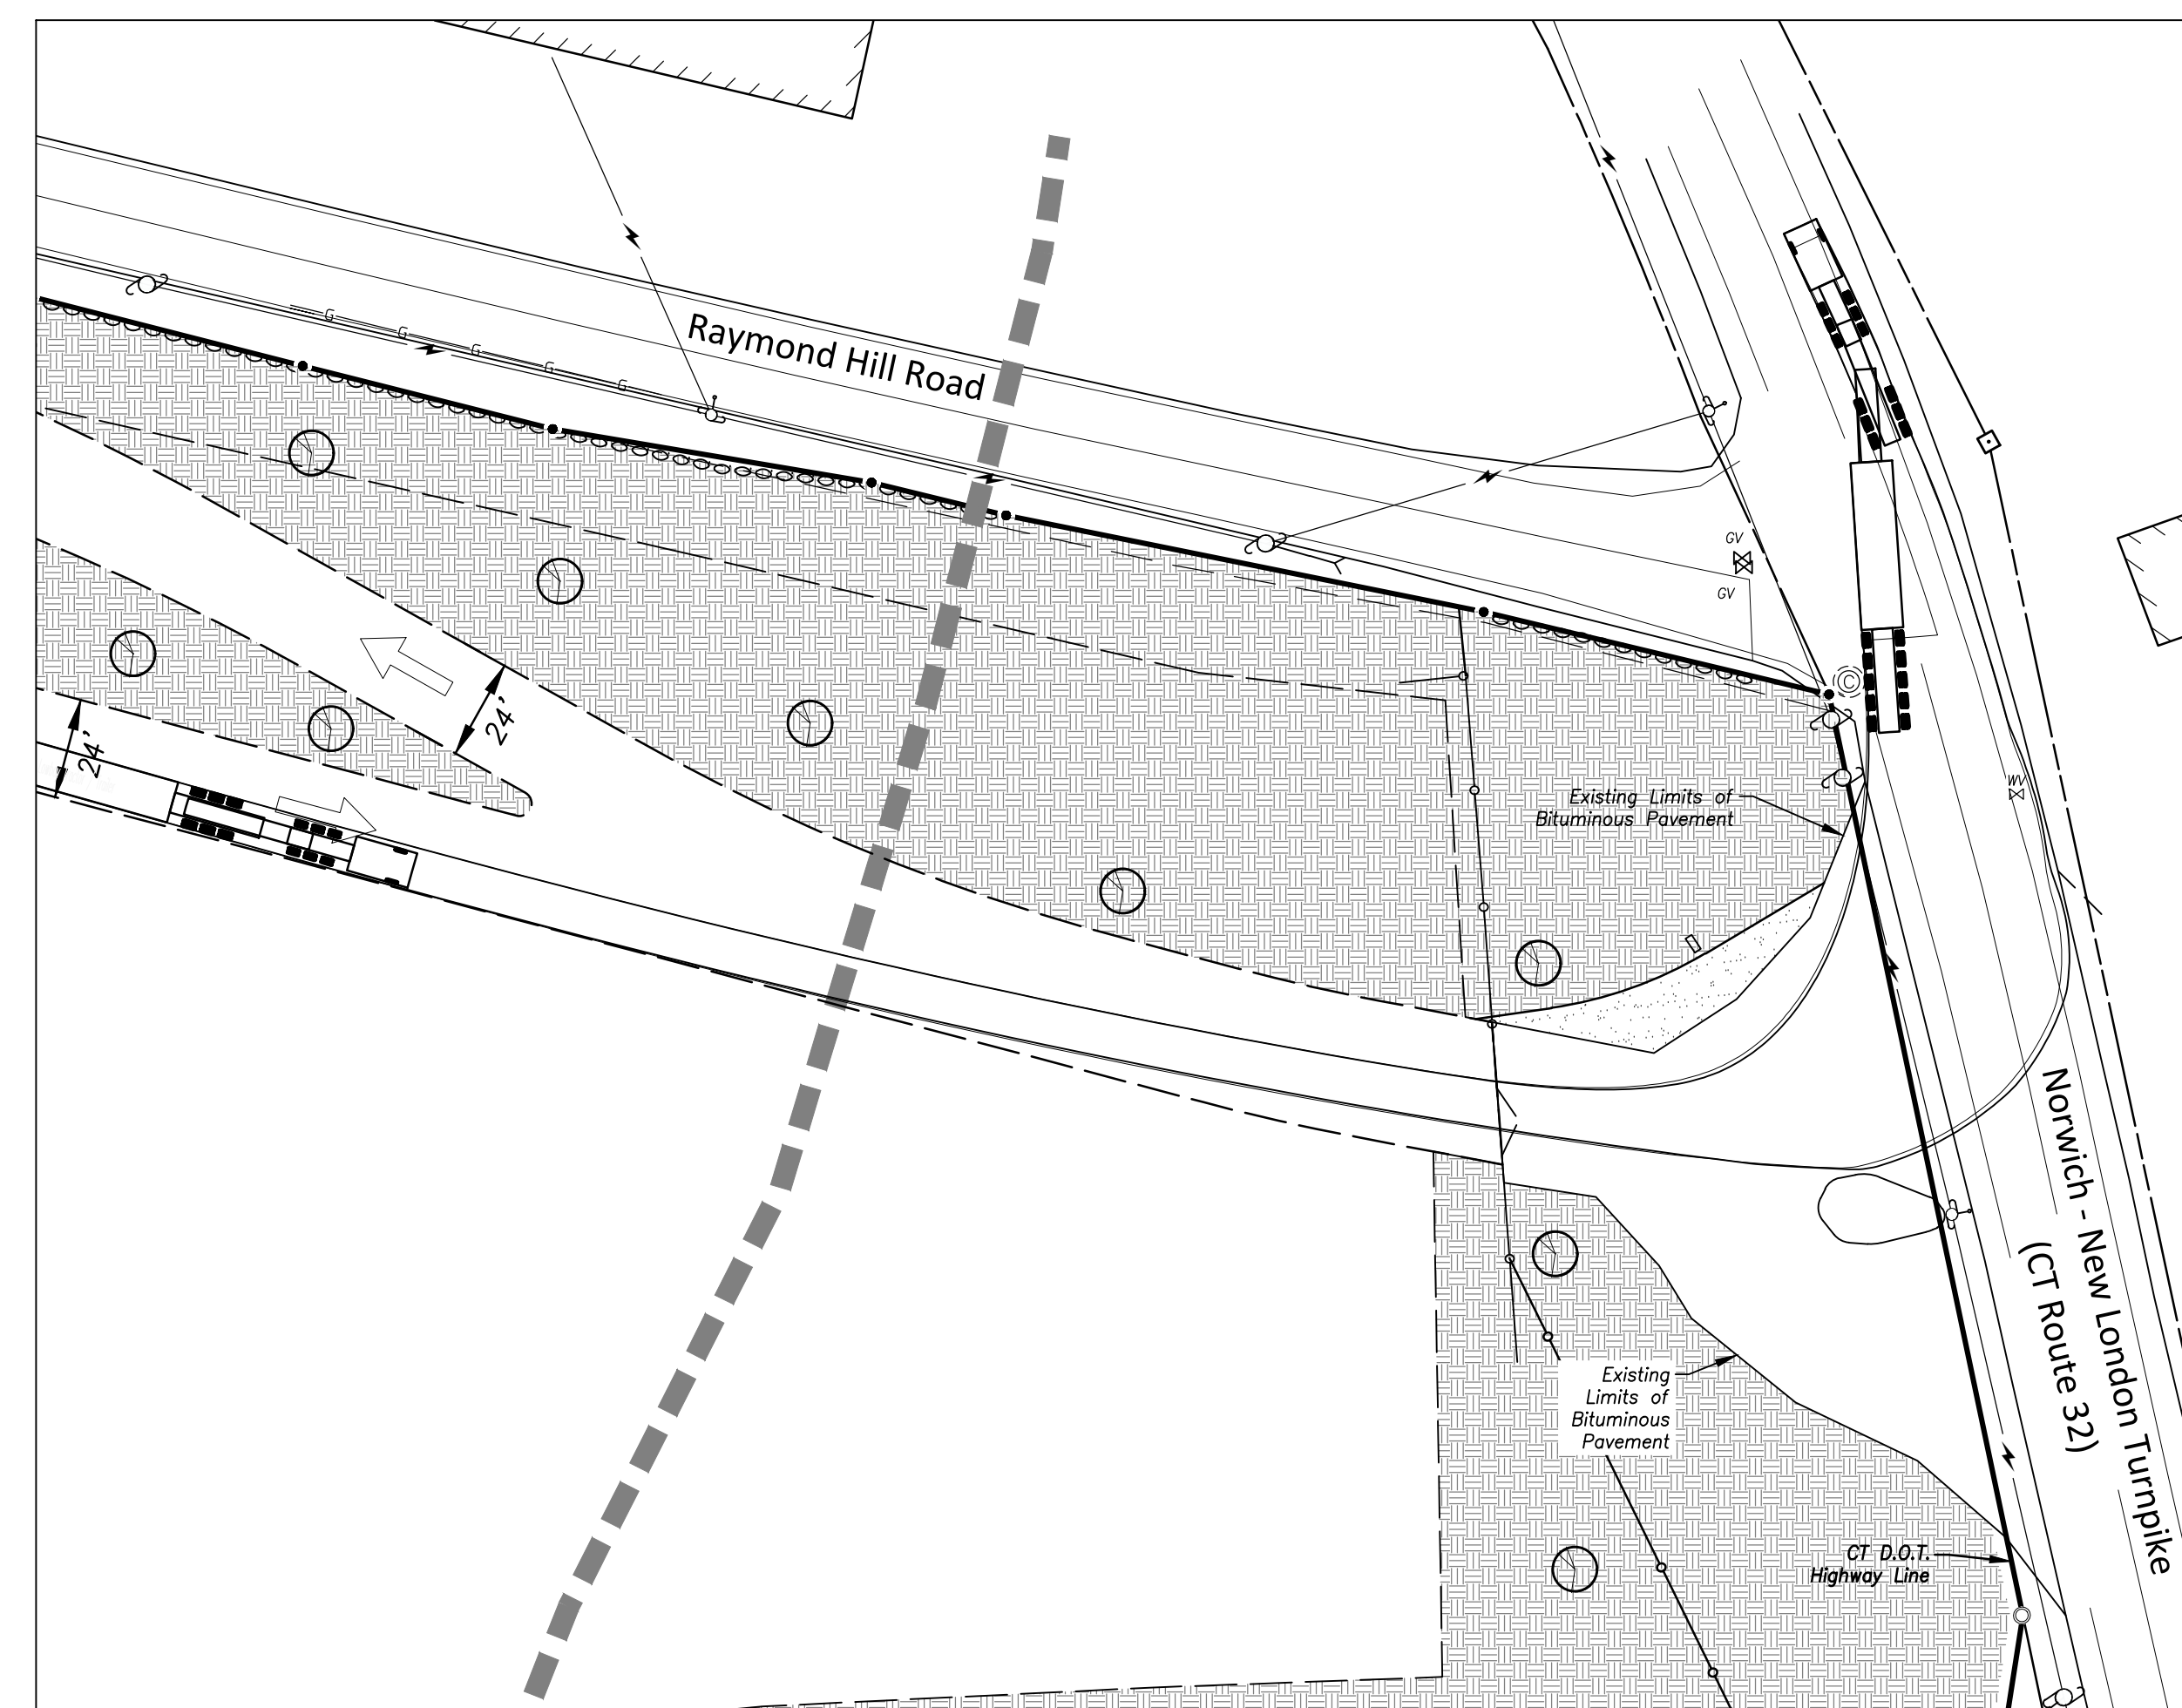 Raymond Hill Road
G
G
G
G
G
GV
GV
©
24'
24'
WV
Existing Limits of
Bituminous Pavement
Norwich - New London Turnpike
(CT Route 32)
Existing
Limits of
Bituminous
Pavement
CT D.O.T.
Highway Line